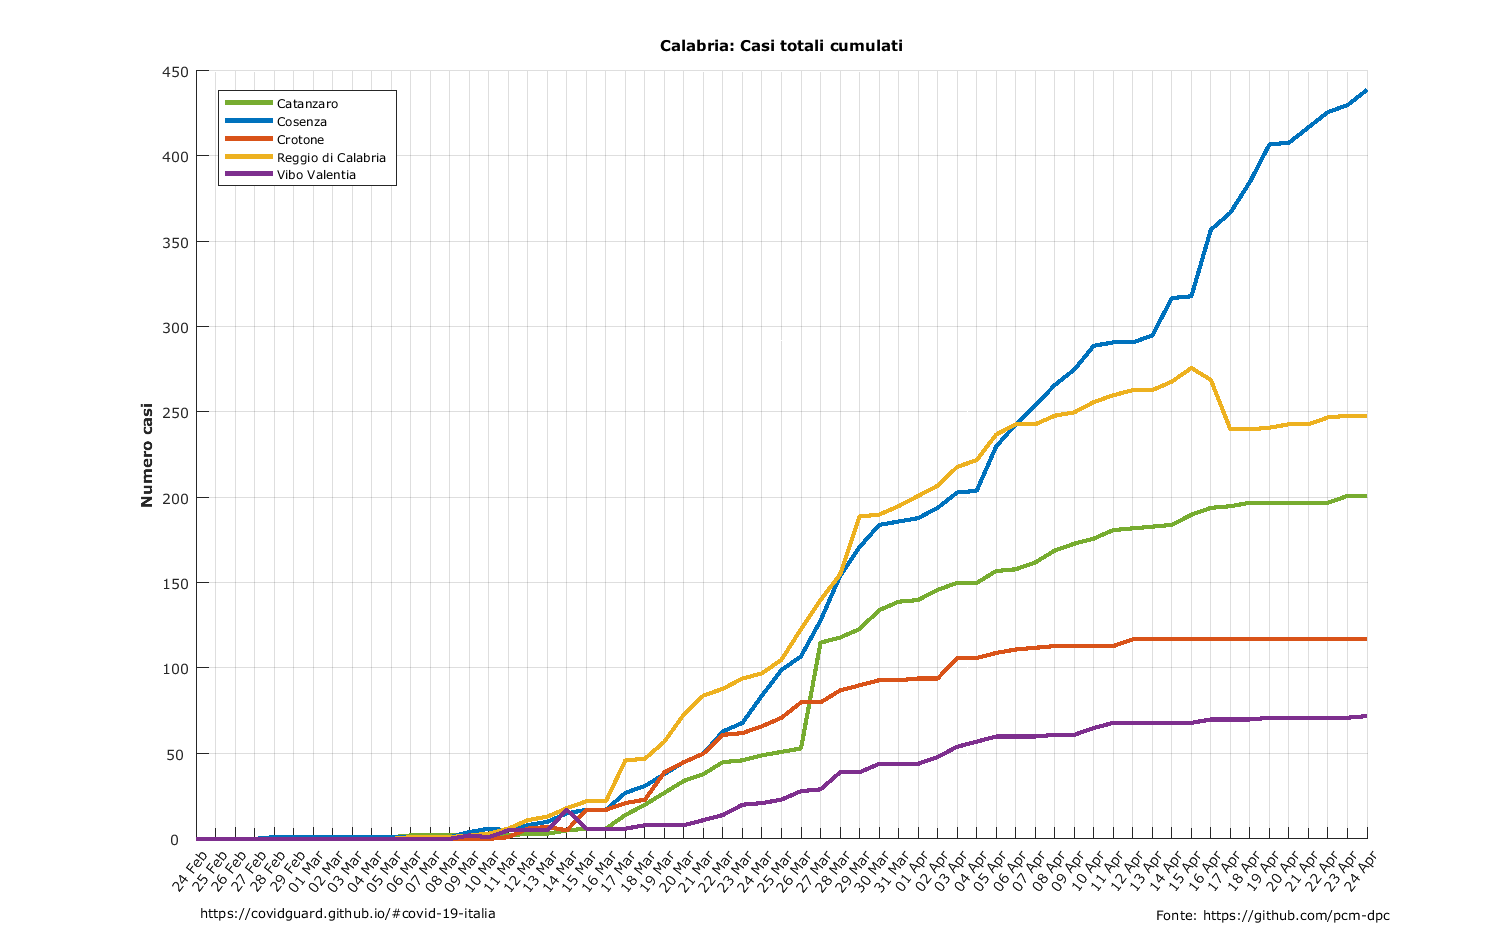 Calabria: Casi totali cumulati
450
400
350
300
250
200
150
100
50
0
Numero casi
Catanzaro
Cosenza
Crotone
Reggio di Calabria
Vibo Valentia
24 Feb
25 Feb
26 Feb
27 Feb
28 Feb
29 Feb
01 Mar
02 Mar
03 Mar
04 Mar
05 Mar
06 Mar
07 Mar
08 Mar
09 Mar
10 Mar
11 Mar
12 Mar
13 Mar
14 Mar
15 Mar
16 Mar
17 Mar
18 Mar
19 Mar
20 Mar
21 Mar
22 Mar
23 Mar
24 Mar
25 Mar
26 Mar
27 Mar
28 Mar
29 Mar
30 Mar
31 Mar
01 Apr
02 Apr
03 Apr
04 Apr
05 Apr
06 Apr
07 Apr
08 Apr
09 Apr
10 Apr
11 Apr
12 Apr
13 Apr
14 Apr
15 Apr
16 Apr
17 Apr
18 Apr
19 Apr
20 Apr
21 Apr
22 Apr
23 Apr
24 Apr
https://covidguard.github.io/#covid-19-italia
Fonte: https://github.com/pcm-dpc